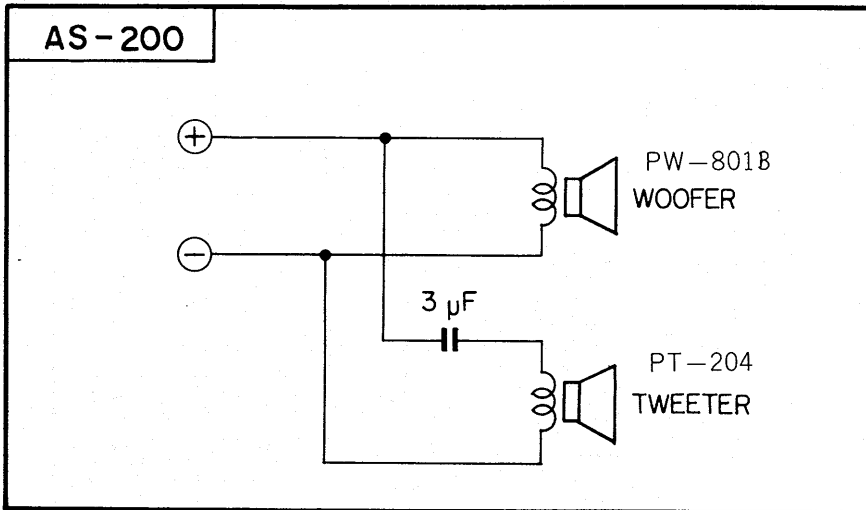 AS-200
+
PW-801B
WOOFER
−
3 µF
PT-204
TWEETER